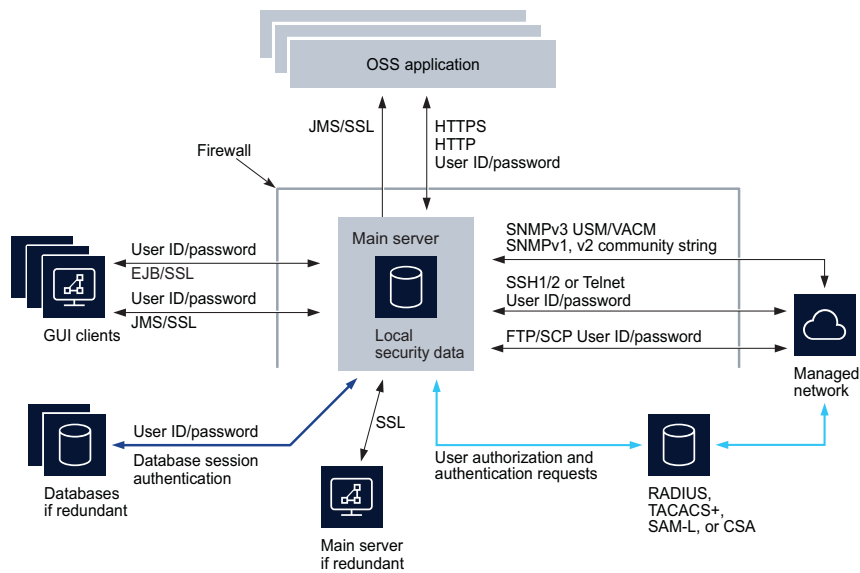 OSS application
JMS/SSL
HTTPS
HTTP
User ID/password
Firewall
Main server
Local
security data
User ID/password
EJB/SSL
User ID/password
JMS/SSL
GUI clients
SNMPv3 USM/VACM
SNMPv1, v2 community string
SSH1/2 or Telnet
User ID/password
FTP/SCP User ID/password
Managed
network
User ID/password
Database session
authentication
Databases
if redundant
SSL
Main server
if redundant
User authorization and
authentication requests
RADIUS,
TACACS+,
SAM-L, or CSA